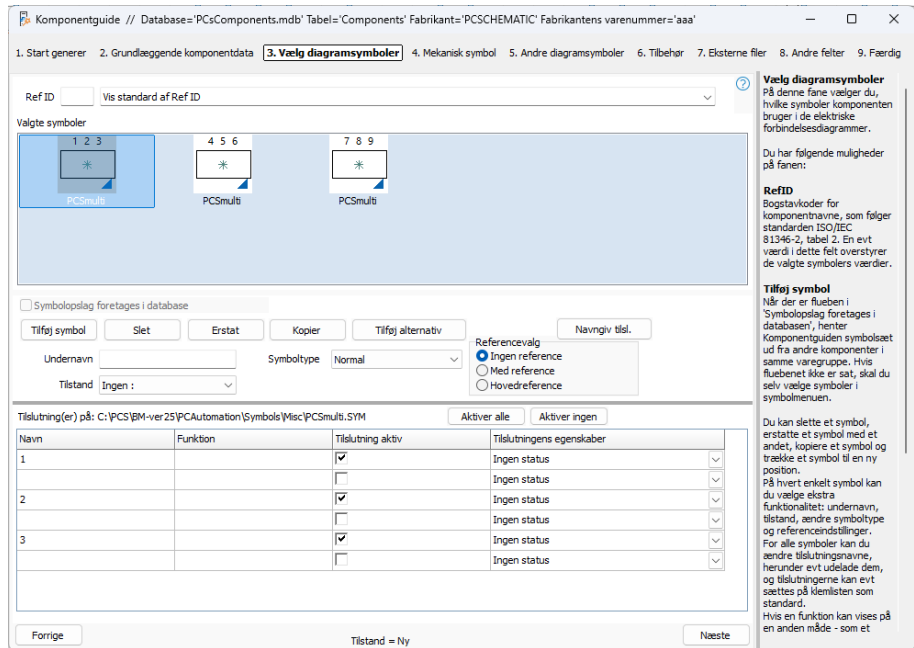 Komponentguide // Database='PCsComponents.mdb' Tabel='Components' Fabrikant='PCSCHEMATIC' Fabrikantens varenummer='aaa'
1. Start generer 2. Grundlæggende komponentdata 3. Vælg diagramsymboler 4. Mekanisk symbol 5. Andre diagramsymboler 6. Tilbehør 7. Eksterne filer 8. Andre felter 9. Færdig
Ref ID Vis standard af Ref ID
Valgte symboler
1 2 3 4 5 6 7 8 9
PCSmulti PCSmulti PCSmulti
Symbolopslag foretages i database
Tilføj symbol Slet Erstat Kopier Tilføj alternativ Navngiv tilsl.
Referencevalg
Undernavn Symboltype Normal Ingen reference
Med reference
Tilstand Ingen : Hovedreference
Tilslutning(er) på: C:\PCS\BM-ver25\PCAutomation\Symbols\Misc\PCSmulti.SYM Aktiver alle Aktiver ingen
Navn Funktion Tilslutning aktiv Tilslutningens egenskaber
1 Ingen status
Ingen status
2 Ingen status
Ingen status
3 Ingen status
Ingen status
Forrige Tilstand = Ny Næste
Vælg diagramsymboler
På denne fane vælger du,
hvilke symboler komponenten
bruger i de elektriske
forbindelsesdiagrammer.
Du har følgende muligheder
på fanen:
RefID
Bogstavkoder for
komponentnavne, som følger
standarden ISO/IEC
81346-2, tabel 2. En evt
værdi i dette felt overstyrer
de valgte symbolers værdier.
Tilføj symbol
Når der er flueben i
'Symbolopslag foretages i
databasen', henter
Komponentguiden symbolsæt
ud fra andre komponenter i
samme varegruppe. Hvis
fluebenet ikke er sat, skal du
selv vælge symboler i
symbolmenuen.
Du kan slette et symbol,
erstatte et symbol med et
andet, kopiere et symbol og
trække et symbol til en ny
position.
På hvert enkelt symbol kan
du vælge ekstra
funktionalitet: undernavn,
tilstand, ændre symboltype
og referenceindstillinger.
For alle symboler kan du
ændre tilslutningsnavne,
herunder evt udelade dem,
og tilslutningerne kan evt
sættes på klemlisten som
standard.
Hvis en funktion kan vises på
en anden måde - som et